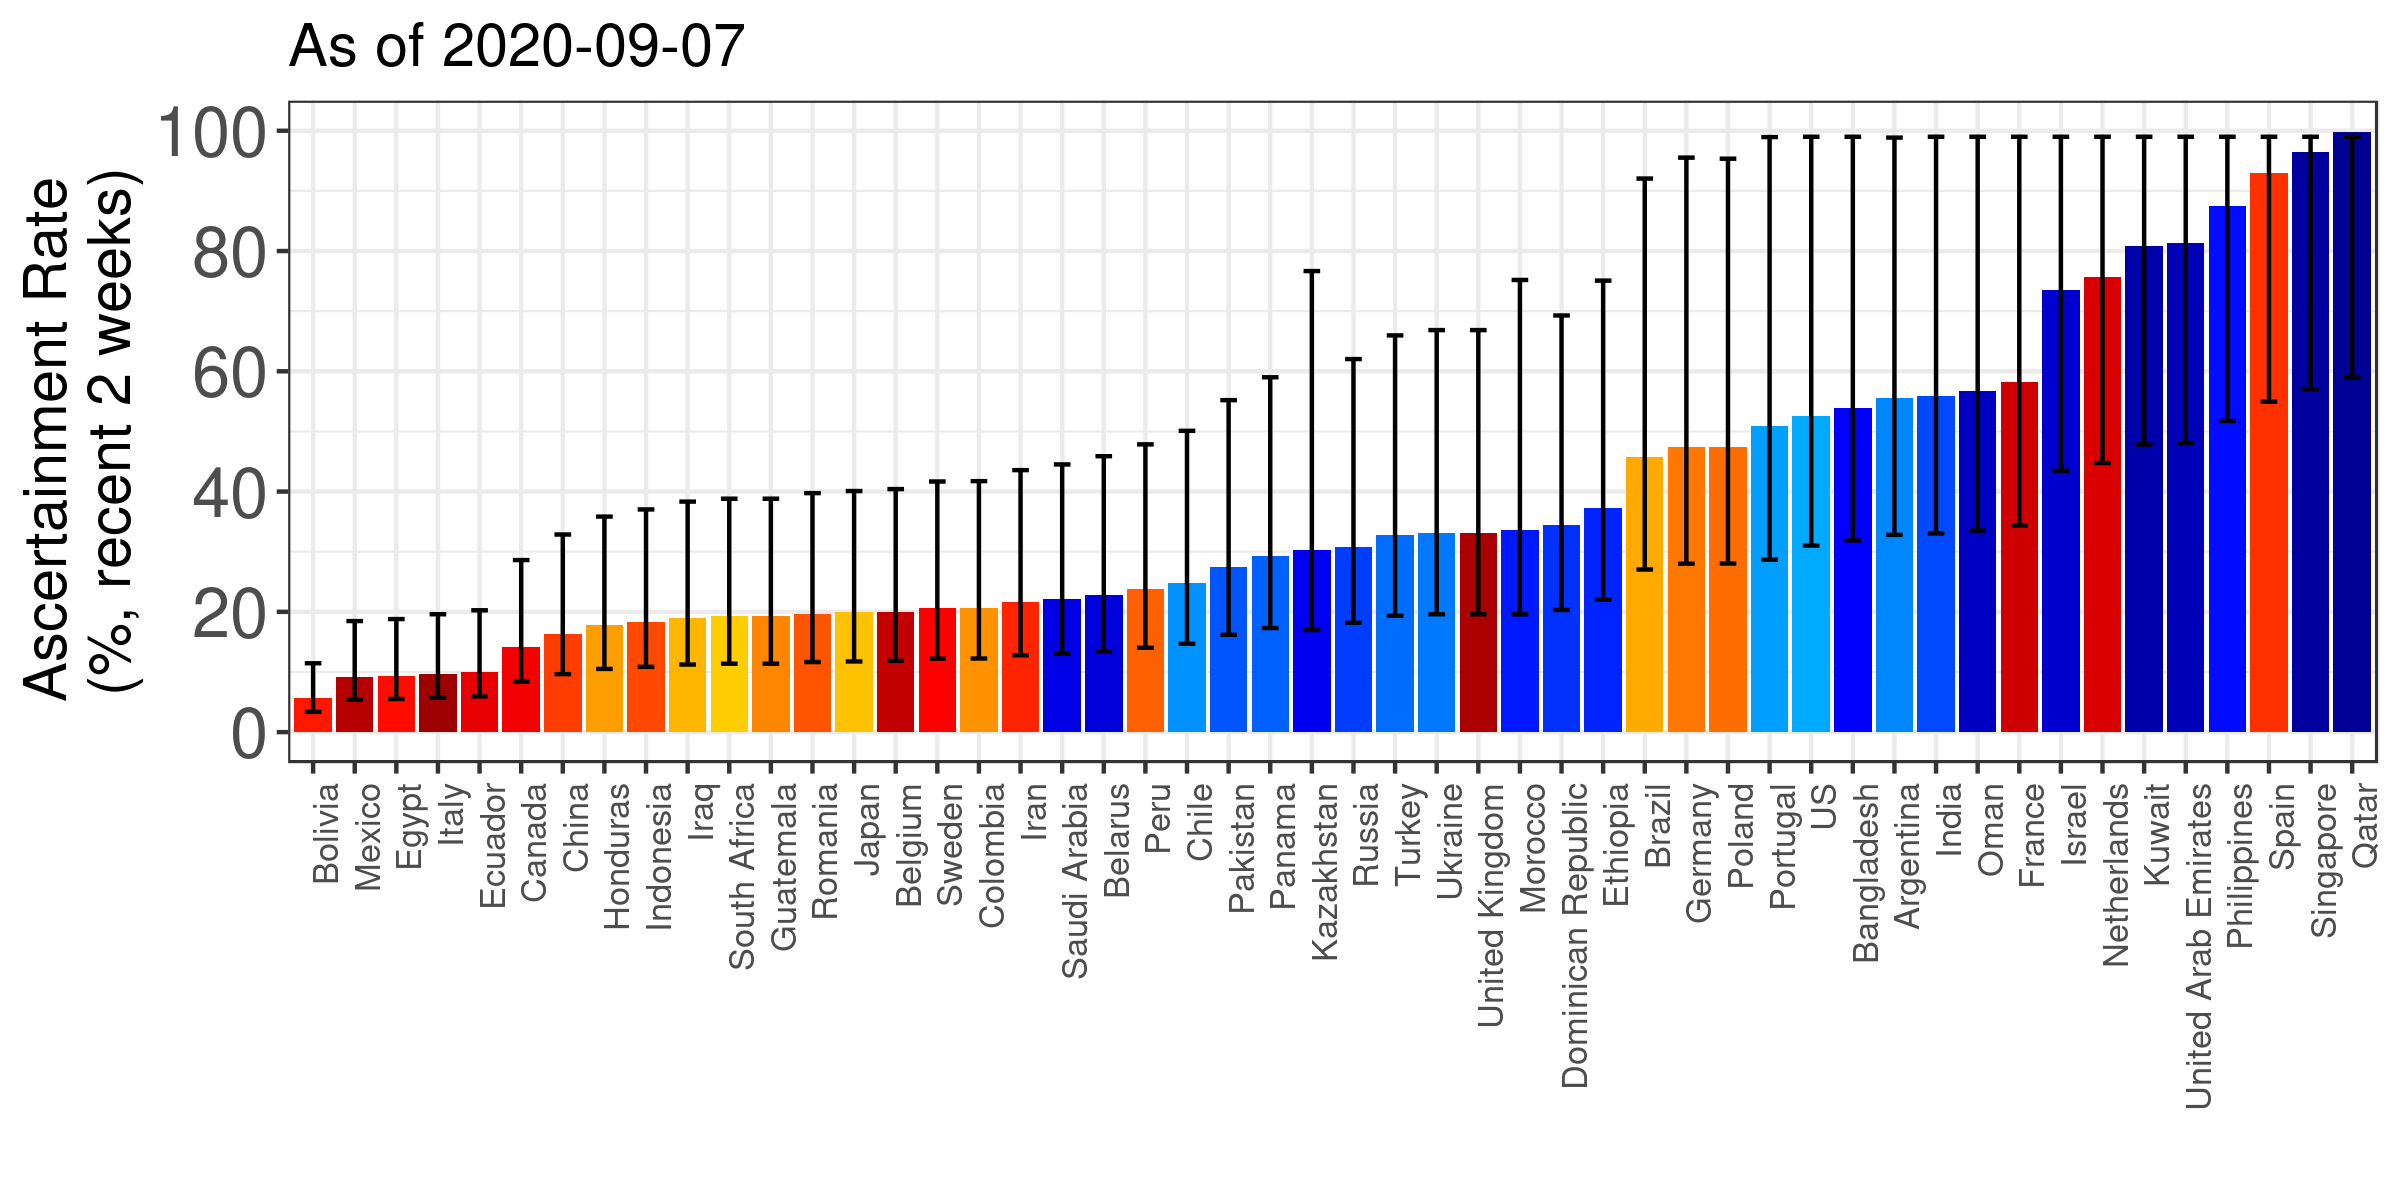 As of 2020-09-07
Ascertainment Rate
(%, recent 2 weeks)
100
80
60
40
20
0
Bolivia
Mexico
Egypt
Italy
Ecuador
Canada
China
Honduras
Indonesia
Iraq
South Africa
Guatemala
Romania
Japan
Belgium
Sweden
Colombia
Iran
Saudi Arabia
Belarus
Peru
Chile
Pakistan
Panama
Kazakhstan
Russia
Turkey
Ukraine
United Kingdom
Morocco
Dominican Republic
Ethiopia
Brazil
Germany
Poland
Portugal
US
Bangladesh
Argentina
India
Oman
France
Israel
Netherlands
Kuwait
United Arab Emirates
Philippines
Spain
Singapore
Qatar